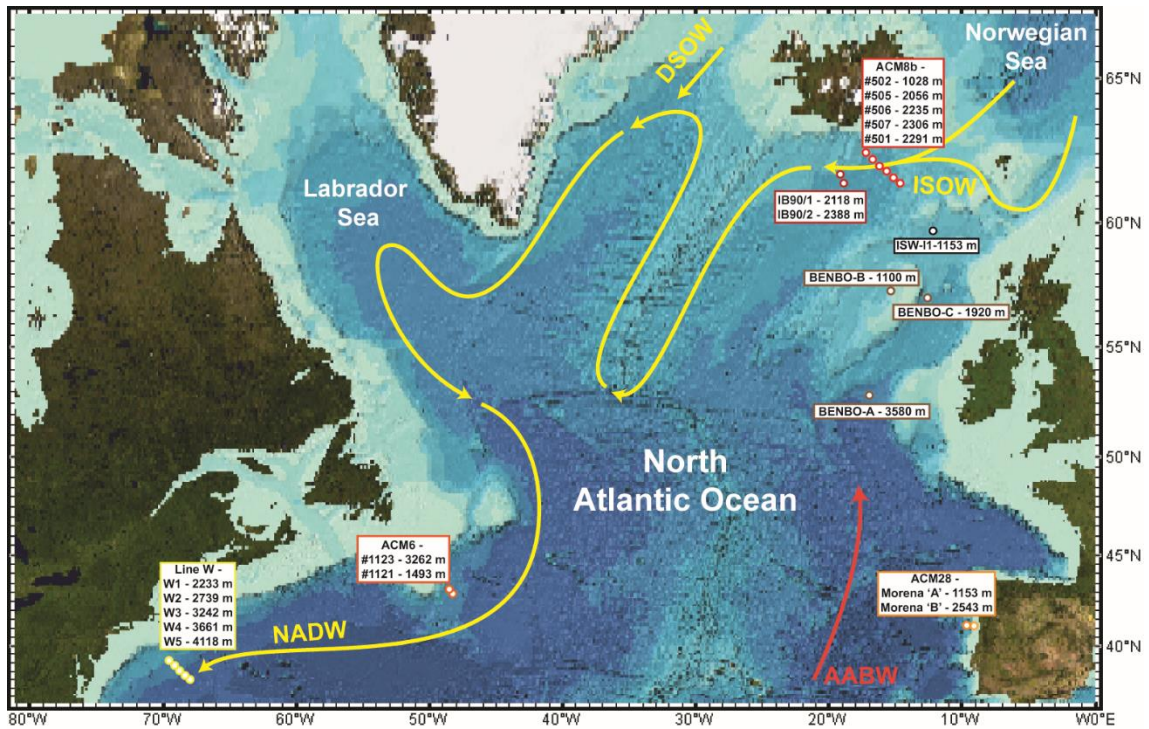 Norwegian
Sea
DSOW
ACM8b -
#502 - 1028 m
#505 - 2056 m
#506 - 2235 m
#507 - 2306 m
#501 - 2291 m
65°N
Labrador
Sea
ISOW
IB90/1 - 2118 m
IB90/2 - 2388 m
60°N
ISW-I1-1153 m
BENBO-B - 1100 m
BENBO-C - 1920 m
55°N
BENBO-A - 3580 m
North
Atlantic Ocean
50°N
ACM6 -
#1123 - 3262 m
#1121 - 1493 m
45°N
Line W -
W1 - 2233 m
W2 - 2739 m
W3 - 3242 m
W4 - 3661 m
W5 - 4118 m
ACM28 -
Morena ‘A’ - 1153 m
Morena ‘B’ - 2543 m
NADW
40°N
AABW
80°W 70°W 60°W 50°W 40°W 30°W 20°W 10°W W0°E